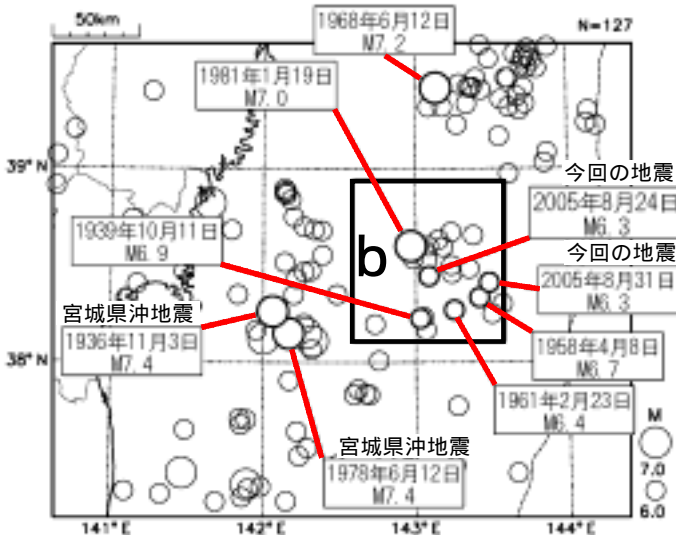 50km
N=127
1968年6月12日
M7.2
1981年1月19日
M7.0
39°N
今回の地震
2005年8月24日
M6.3
1939年10月11日
M6.9
b
今回の地震
2005年8月31日
M6.3
宮城県沖地震
1936年11月3日
M7.4
1958年4月8日
M6.7
38°N
1961年2月23日
M6.4
宮城県沖地震
1978年6月12日
M7.4
M
7.0
6.0
141°E
142°E
143°E
144°E